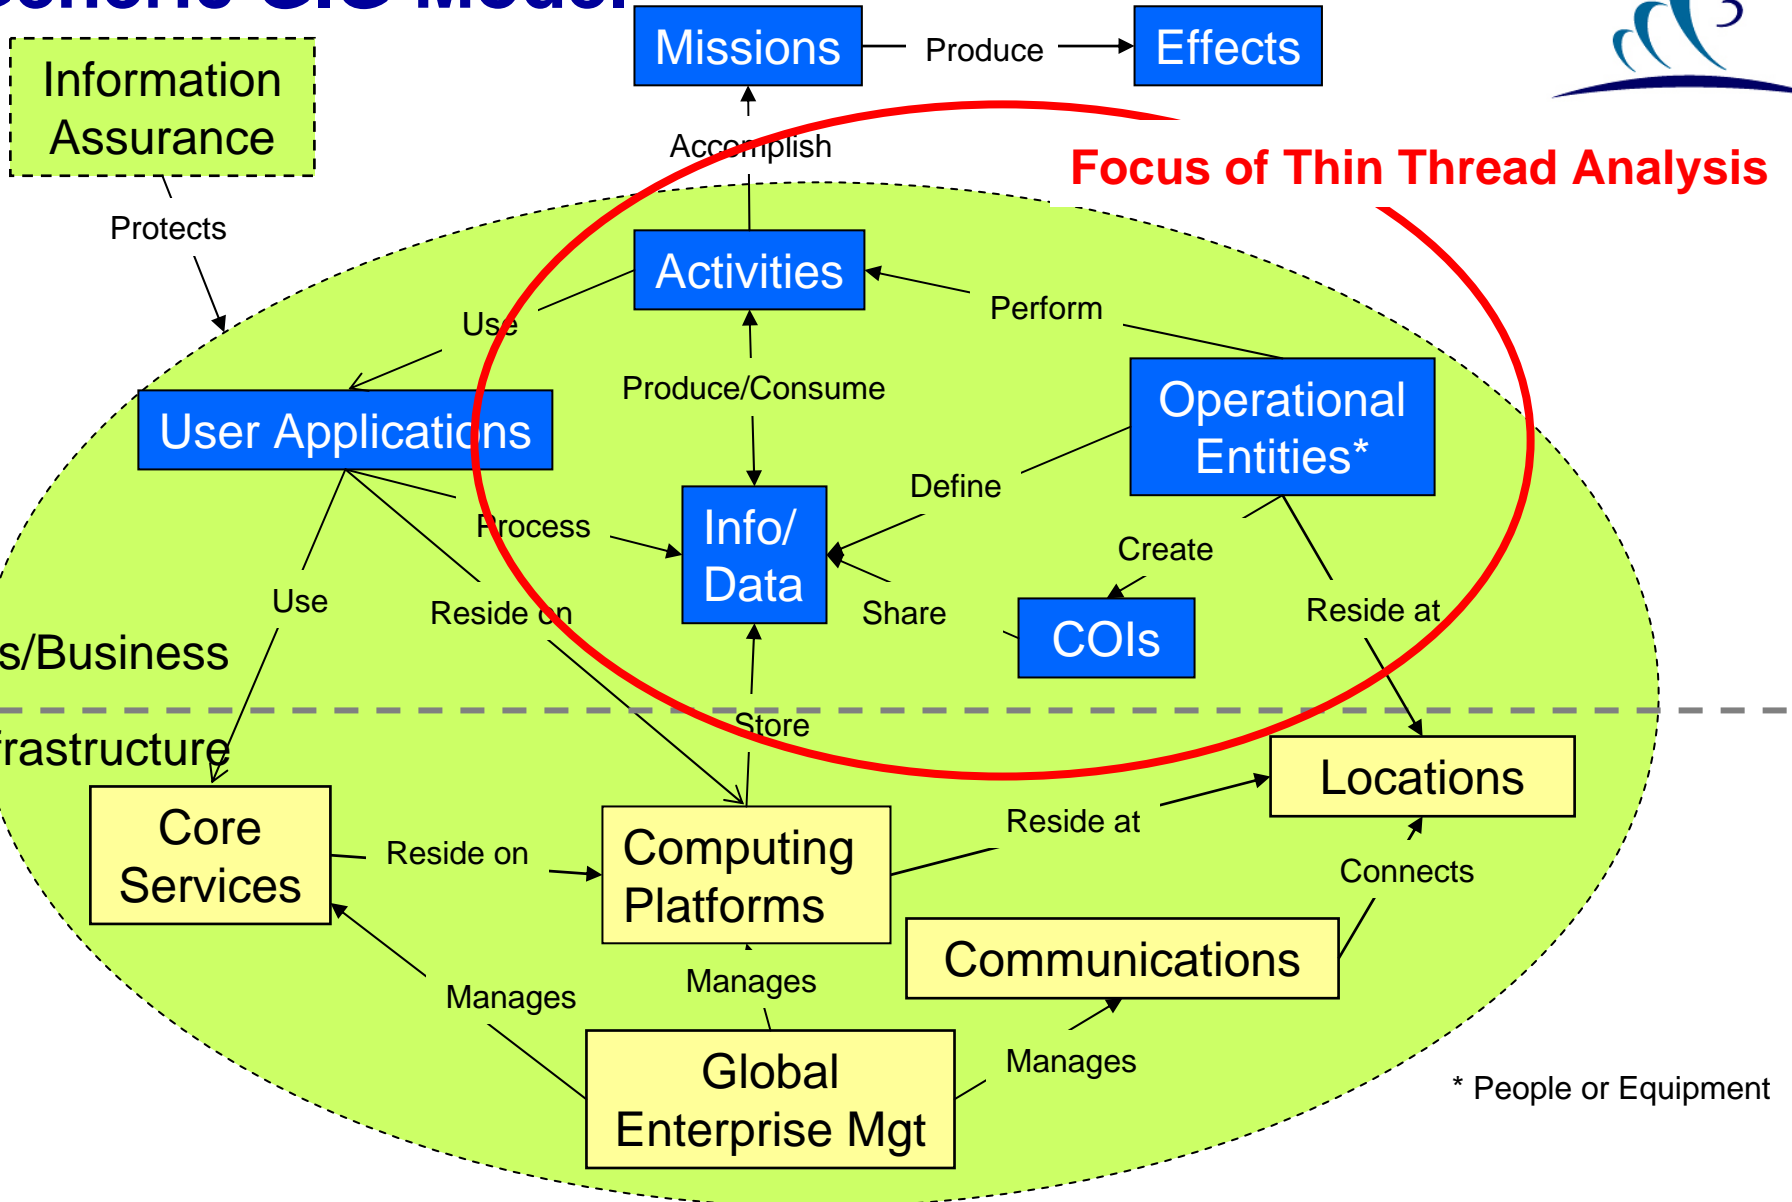 Model
Missions
Produce
Effects
Information
Assurance
Accomplish
Focus of Thin Thread Analysis
Protects
Activities
Perform
Use
Produce/Consume
Operational
Entities*
User Applications
Define
Info/
Data
Process
Create
Share
Use
Reside on
Reside at
COIs
s/Business
Store
frastructure
Locations
Core
Services
Reside on
Computing
Platforms
Reside at
Connects
Communications
Manages
Manages
Global
Enterprise Mgt
Manages
* People or Equipment